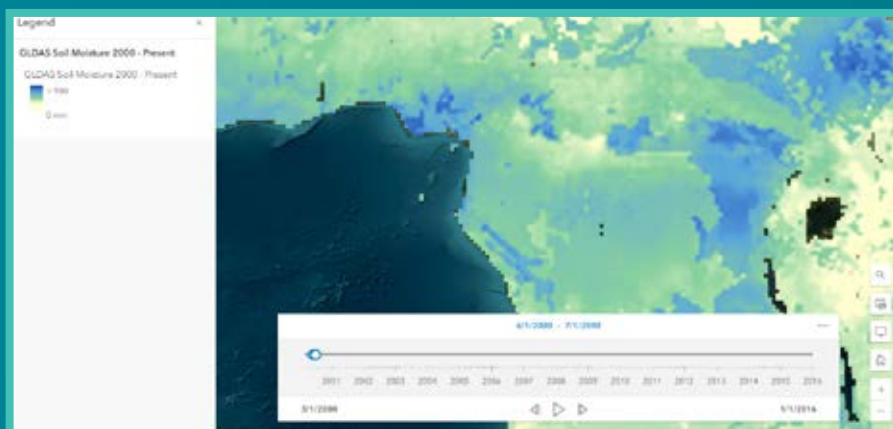 Legend
GLDAS Soil Moisture 2000 - Present
GLDAS Soil Moisture 2000 - Present
0 mm
6/1/2000 - 7/1/2000
2001 2002 2003 2004 2005 2006 2007 2008 2009 2010 2011 2012 2013 2014 2015 2016
3/1/2000
1/1/2016